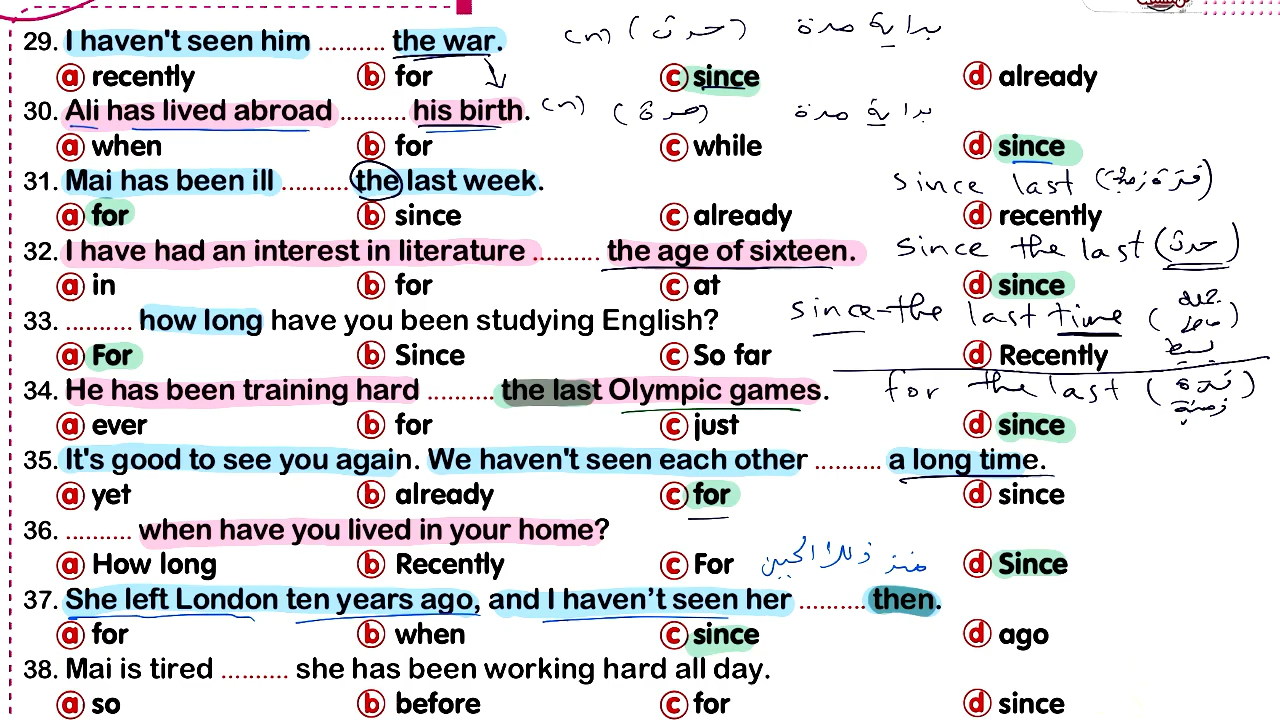 29. I haven't seen him .......... the war. (n) (حدث) بداية مدة
a recently b for c since d already
30. Ali has lived abroad .......... his birth. (n) (حدث) بداية مدة
a when b for c while d since
31. Mai has been ill .......... the last week. since last (فترة زمنية)
a for b since c already d recently
32. I have had an interest in literature .......... the age of sixteen. since the last (حدث)
a in b for c at d since
33. .......... how long have you been studying English? since the last time (جملة ماضى بسيط)
a For b Since c So far d Recently
34. He has been training hard .......... the last Olympic games. for the last (فترة زمنية)
a ever b for c just d since
35. It's good to see you again. We haven't seen each other .......... a long time.
a yet b already c for d since
36. .......... when have you lived in your home?
a How long b Recently c For منذ ذلك الحين d Since
37. She left London ten years ago, and I haven't seen her .......... then.
a for b when c since d ago
38. Mai is tired .......... she has been working hard all day.
a so b before c for d since